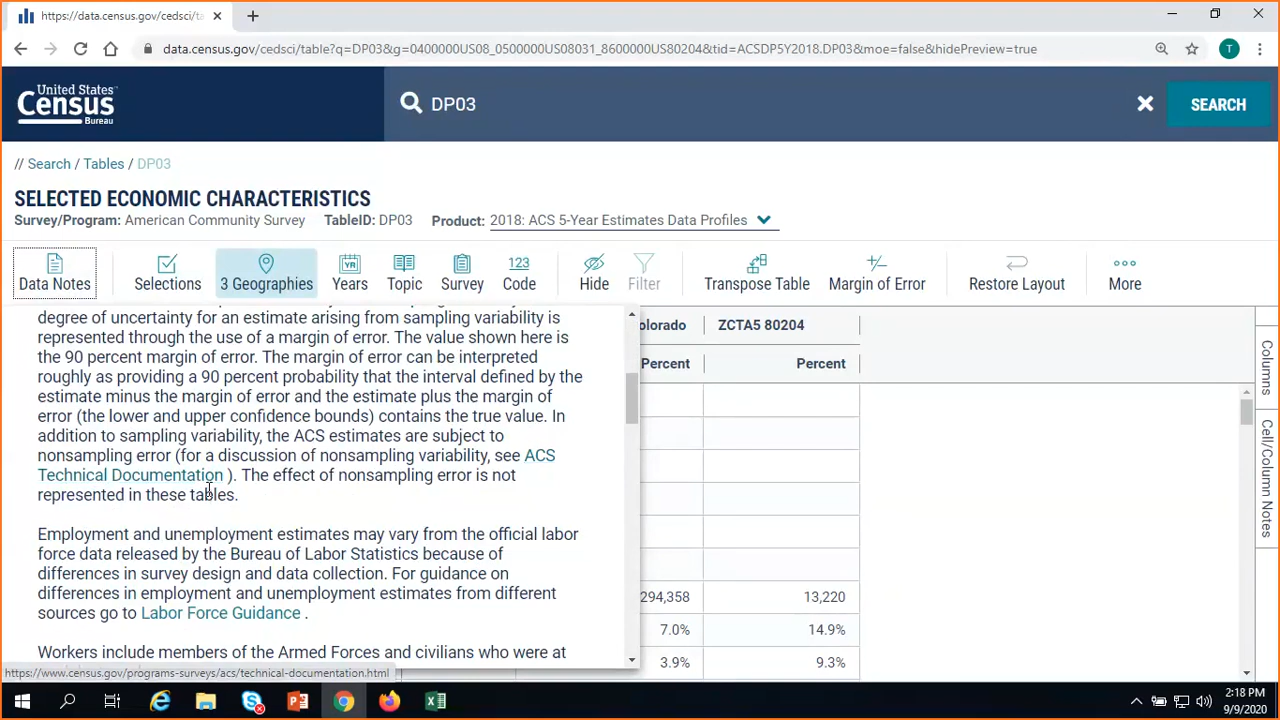 https://data.census.gov/cedsci/ta
data.census.gov/cedsci/table?q=DP03&g=0400000US08_0500000US08031_8600000US80204&tid=ACSDP5Y2018.DP03&moe=false&hidePreview=true
T
United States
Census
Bureau
DP03
SEARCH
// Search / Tables / DP03
SELECTED ECONOMIC CHARACTERISTICS
Survey/Program: American Community Survey TableID: DP03 Product: 2018: ACS 5-Year Estimates Data Profiles
YR
123
Data Notes Selections 3 Geographies Years Topic Survey Code Hide Filter Transpose Table Margin of Error Restore Layout More
degree of uncertainty for an estimate arising from sampling variability is
represented through the use of a margin of error. The value shown here is
the 90 percent margin of error. The margin of error can be interpreted
roughly as providing a 90 percent probability that the interval defined by the
estimate minus the margin of error and the estimate plus the margin of
error (the lower and upper confidence bounds) contains the true value. In
addition to sampling variability, the ACS estimates are subject to
nonsampling error (for a discussion of nonsampling variability, see ACS
Technical Documentation ). The effect of nonsampling error is not
represented in these tables.
Employment and unemployment estimates may vary from the official labor
force data released by the Bureau of Labor Statistics because of
differences in survey design and data collection. For guidance on
differences in employment and unemployment estimates from different
sources go to Labor Force Guidance .
Workers include members of the Armed Forces and civilians who were at
olorado ZCTA5 80204
Percent Percent
294,358 13,220
7.0% 14.9%
3.9% 9.3%
Columns
Cell/Column Notes
https://www.census.gov/programs-surveys/acs/technical-documentation.html
2:18 PM
9/9/2020